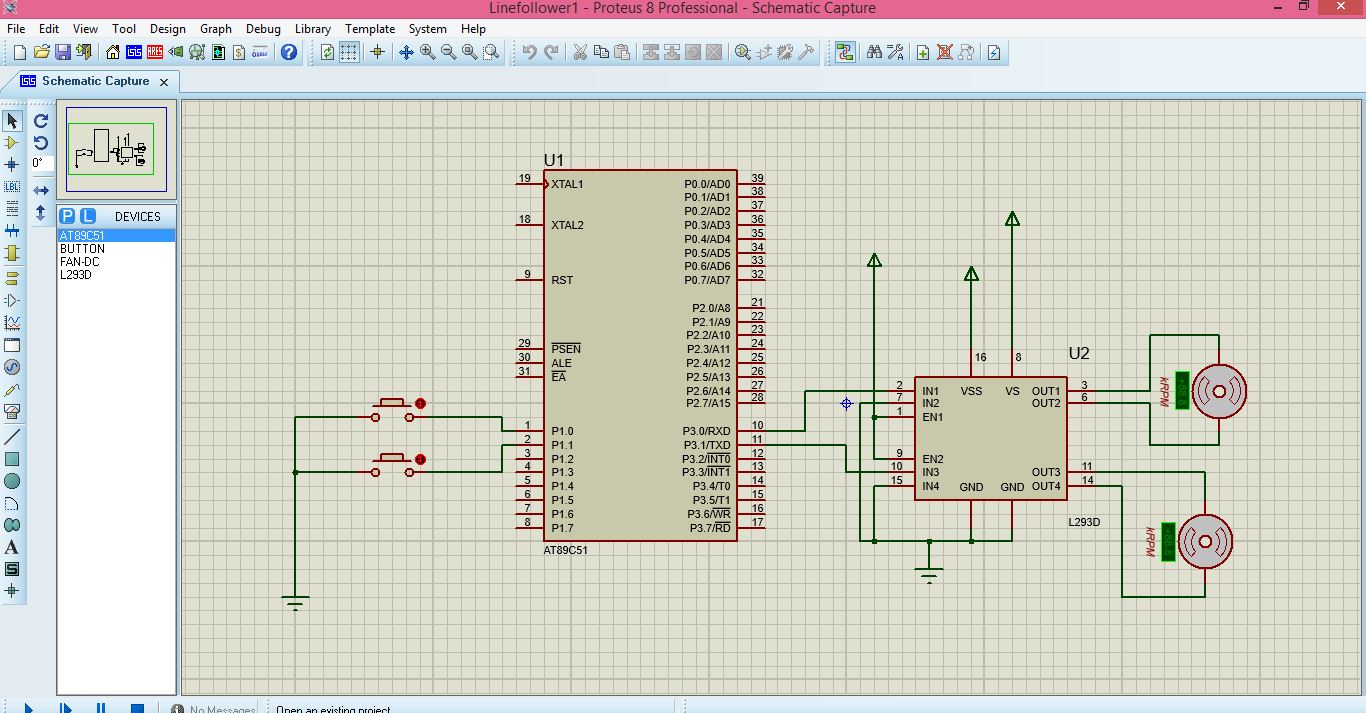 Linefollower1 - Proteus 8 Professional - Schematic Capture
File Edit View Tool Design Graph Debug Library Template System Help
Schematic Capture
0°
LBL
P L DEVICES
AT89C51
BUTTON
FAN-DC
L293D
A
S
U1
19 XTAL1
18 XTAL2
9 RST
29 PSEN
30 ALE
31 EA
1 P1.0
2 P1.1
3 P1.2
4 P1.3
5 P1.4
6 P1.5
7 P1.6
8 P1.7
P0.0/AD0 39
P0.1/AD1 38
P0.2/AD2 37
P0.3/AD3 36
P0.4/AD4 35
P0.5/AD5 34
P0.6/AD6 33
P0.7/AD7 32
P2.0/A8 21
P2.1/A9 22
P2.2/A10 23
P2.3/A11 24
P2.4/A12 25
P2.5/A13 26
P2.6/A14 27
P2.7/A15 28
P3.0/RXD 10
P3.1/TXD 11
P3.2/INT0 12
P3.3/INT1 13
P3.4/T0 14
P3.5/T1 15
P3.6/WR 16
P3.7/RD 17
AT89C51
U2
16 8
2 IN1 VSS VS OUT1 3
7 IN2 OUT2 6
1 EN1
9 EN2
10 IN3 OUT3 11
15 IN4 GND GND OUT4 14
L293D
kRPM
+88.8
kRPM
+88.8
No Messages
Open an existing project